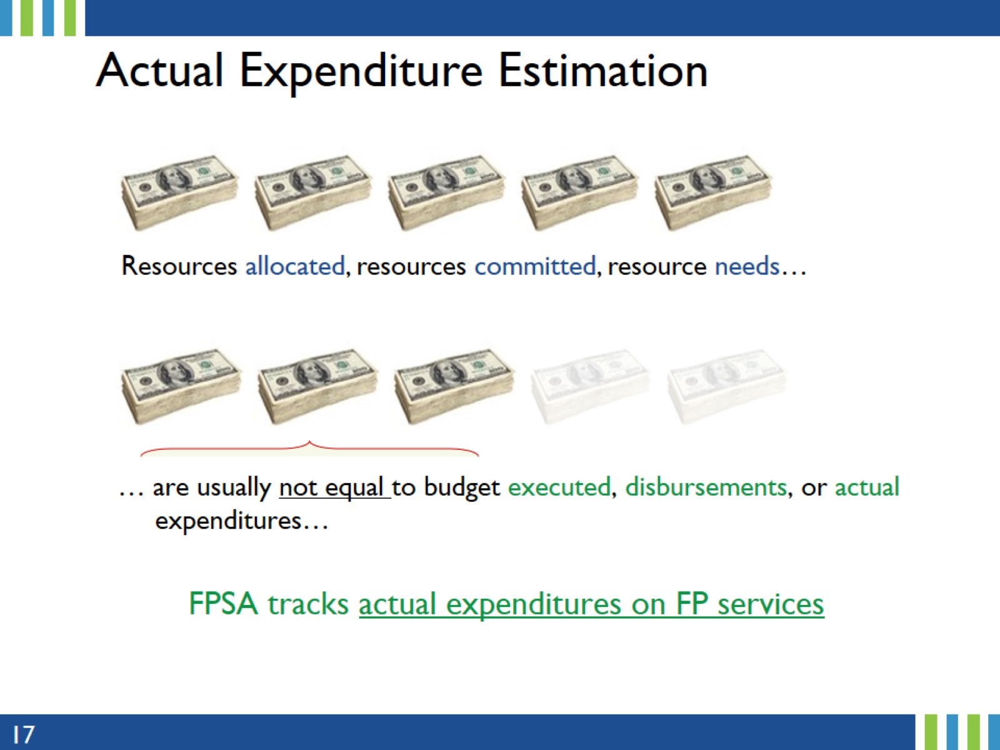 Actual Expenditure Estimation
Resources allocated, resources committed, resource needs…
… are usually not equal to budget executed, disbursements, or actual
expenditures…
FPSA tracks actual expenditures on FP services
17